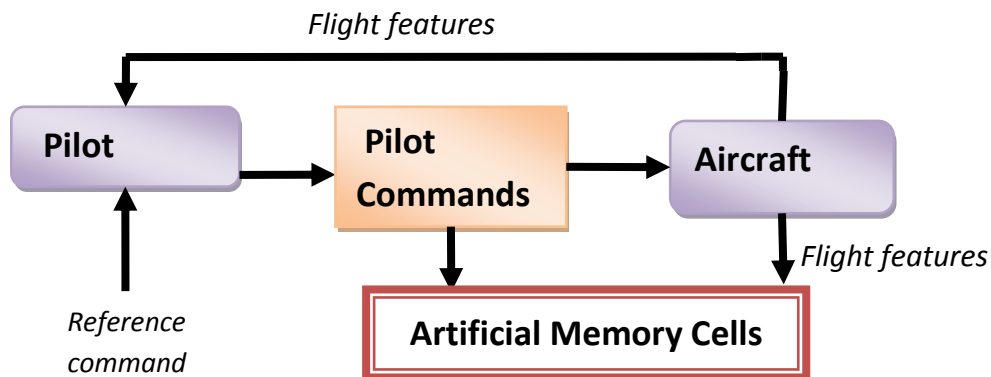 Flight features
Pilot
Pilot
Commands
Aircraft
Flight features
Artificial Memory Cells
Reference
command